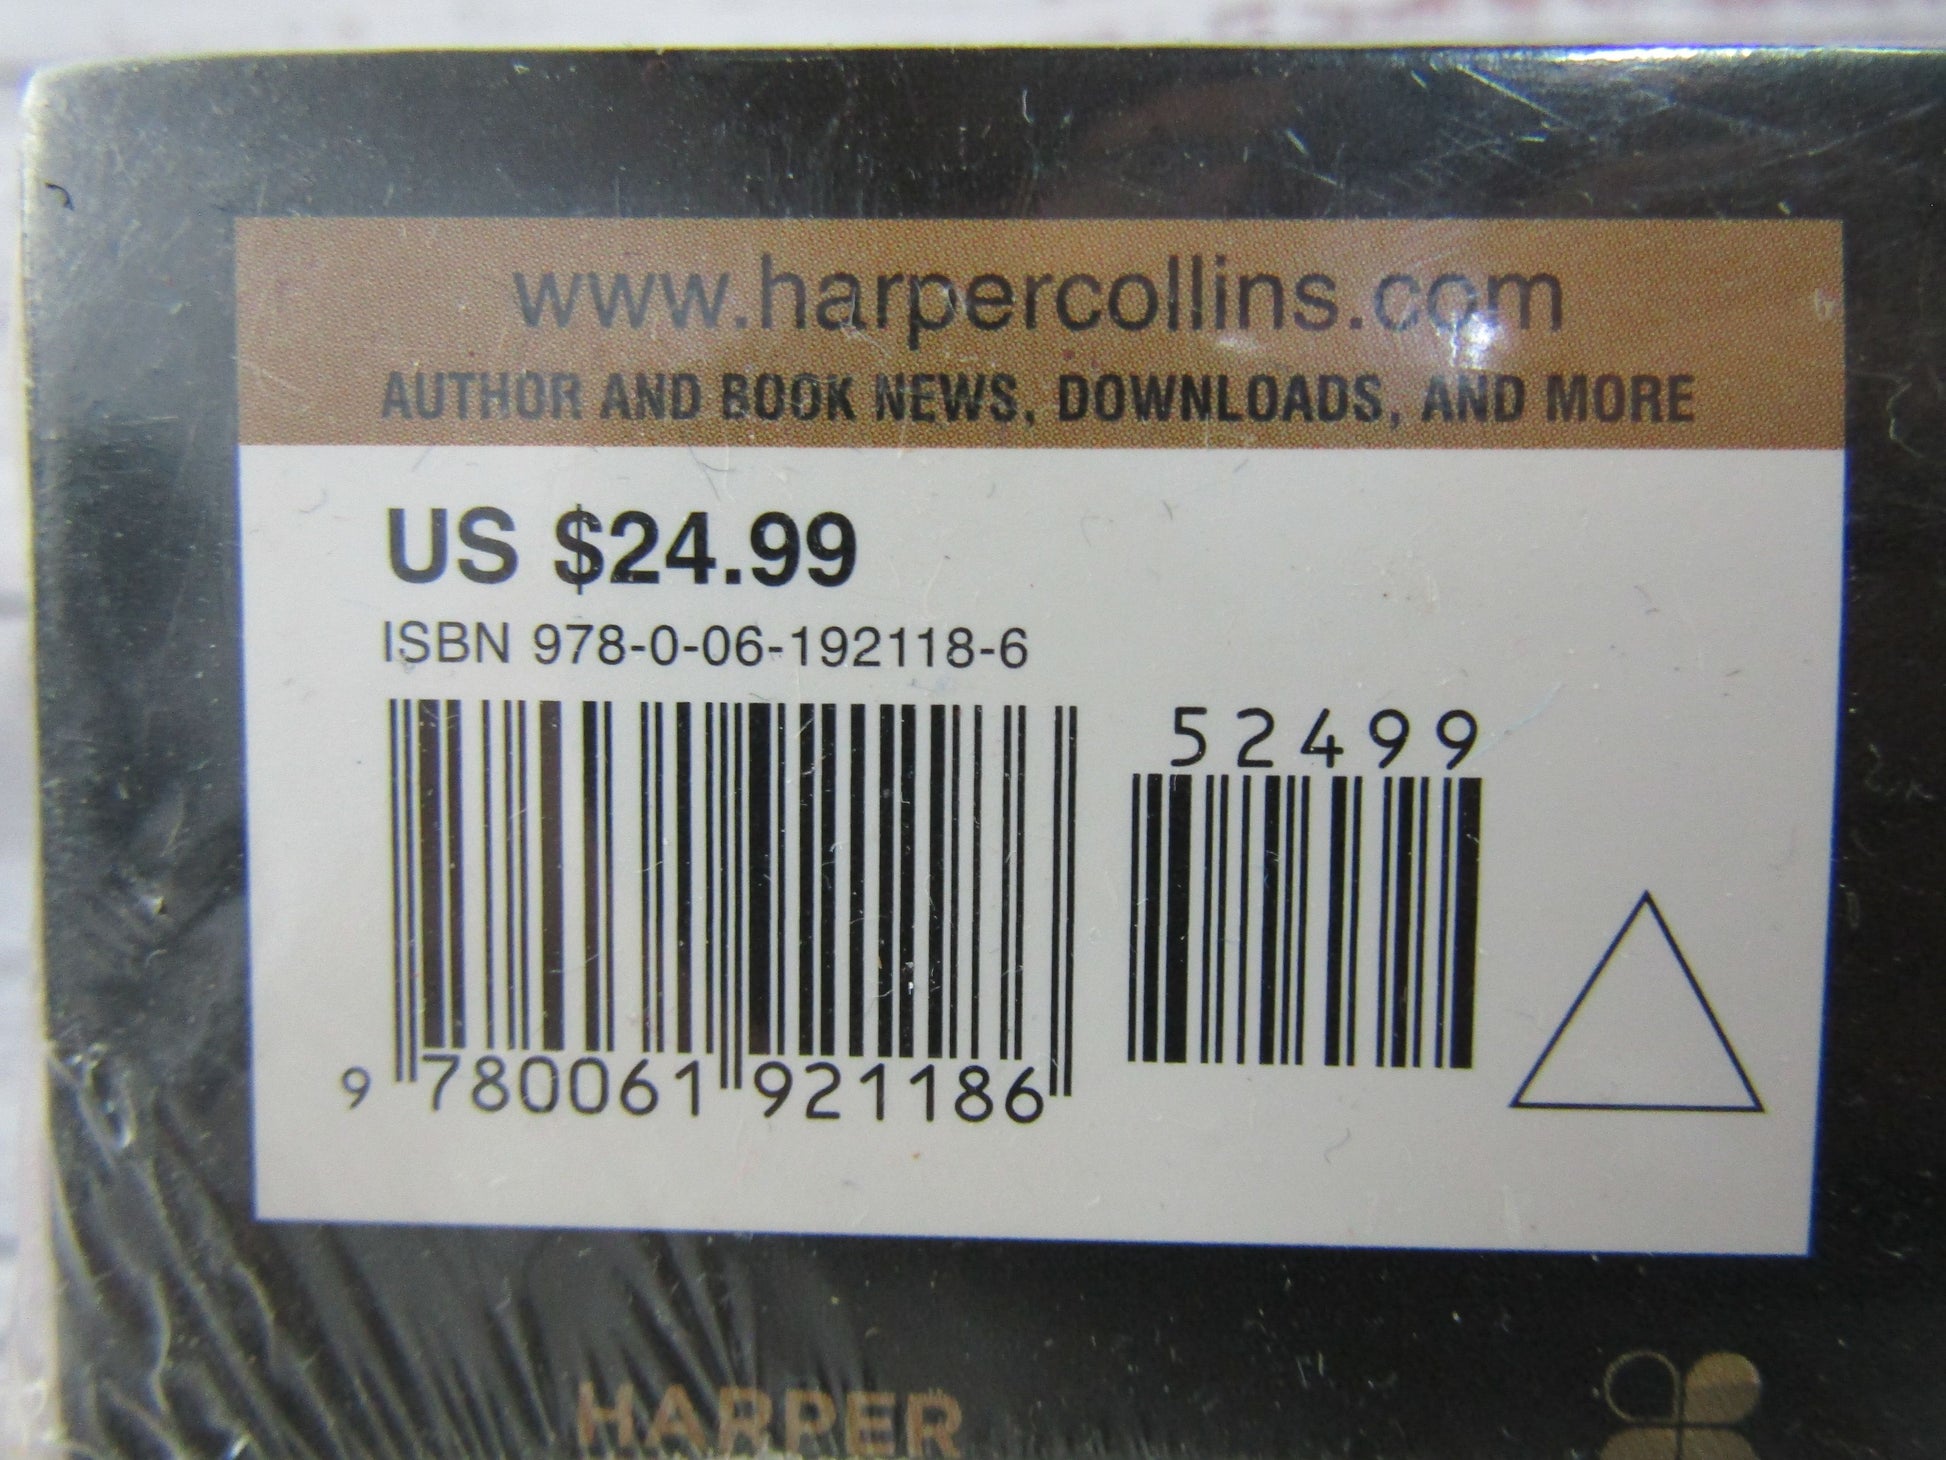 www.harpercollins.com
AUTHOR AND BOOK NEWS, DOWNLOADS, AND MORE
US $24.99
ISBN 978-0-06-192118-6
52499
9 780061 921186
HARPER